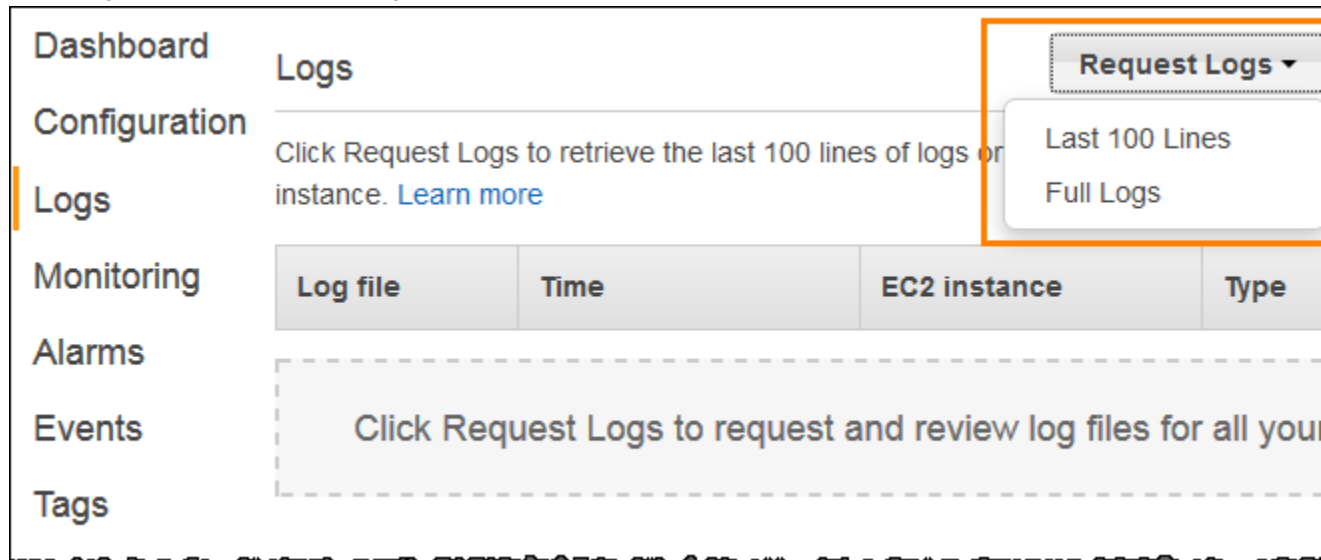 Dashboard
Configuration
Logs
Monitoring
Alarms
Events
Tags
Logs
Request Logs
Last 100 Lines
Full Logs
Click Request Logs to retrieve the last 100 lines of logs or
instance. Learn more
Log file Time EC2 instance Type
Click Request Logs to request and review log files for all your